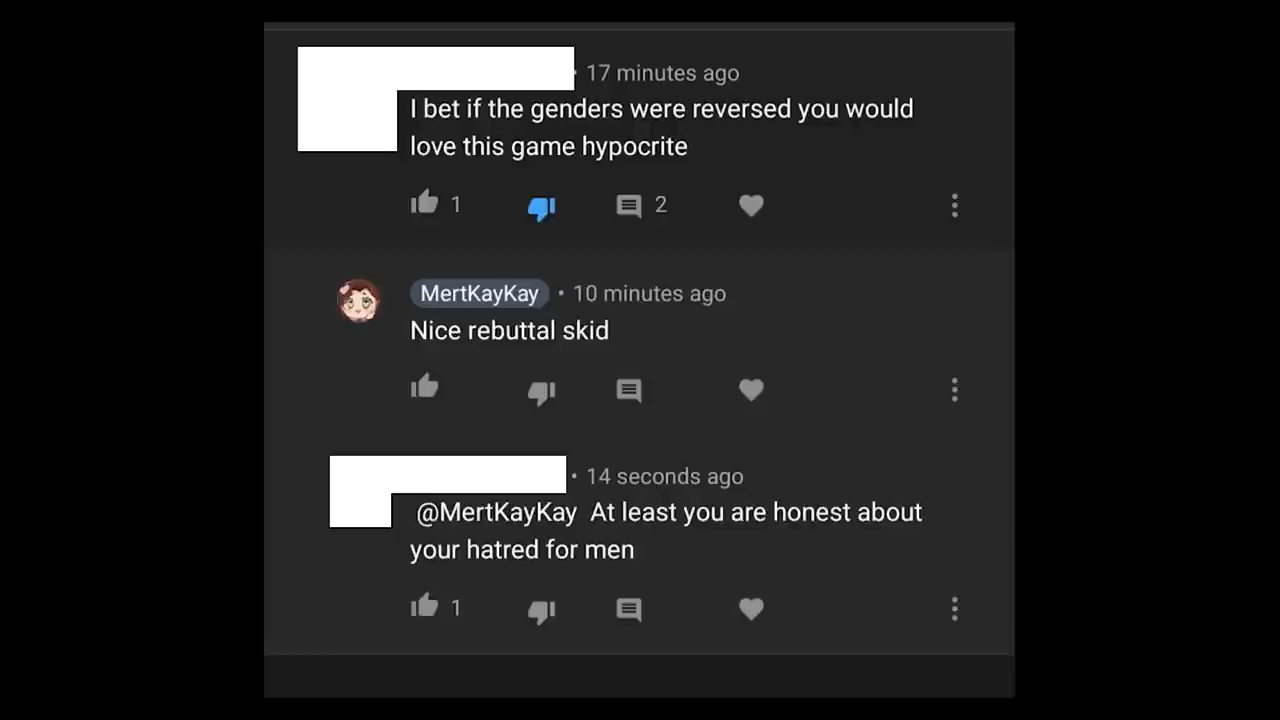 · 17 minutes ago
I bet if the genders were reversed you would
love this game hypocrite
1 2
MertKayKay · 10 minutes ago
Nice rebuttal skid
· 14 seconds ago
@MertKayKay At least you are honest about
your hatred for men
1